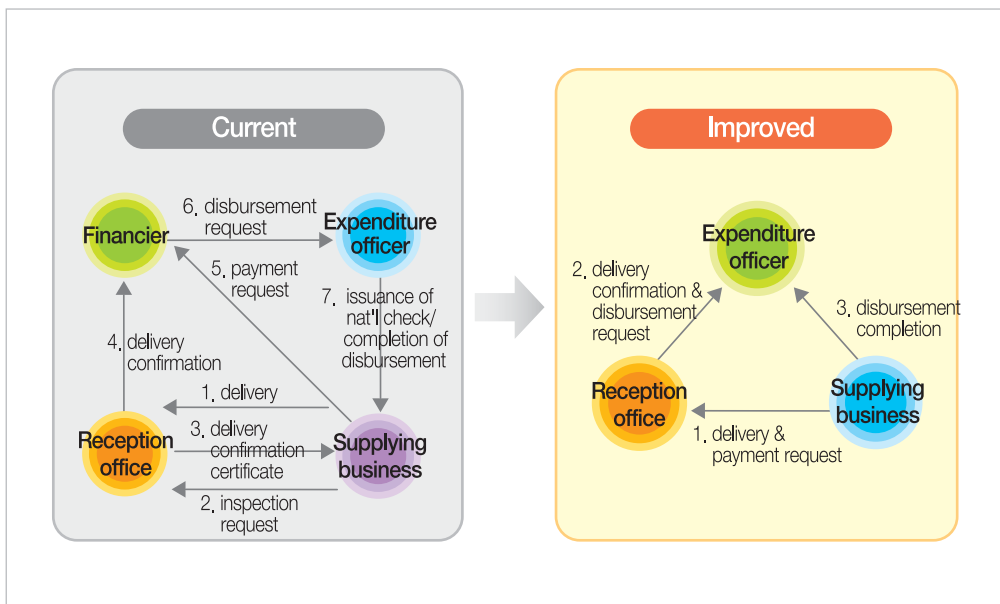 Current
6. disbursement
request
Financier
Expenditure
officer
5. payment
request
7. issuance of
nat'l check/
completion of
disbursement
4. delivery
confirmation
1. delivery
Reception
office
3. delivery
confirmation
certificate
Supplying
business
2. inspection
request
Improved
Expenditure
officer
2. delivery
confirmation &
disbursement
request
3. disbursement
completion
Reception
office
Supplying
business
1. delivery &
payment request